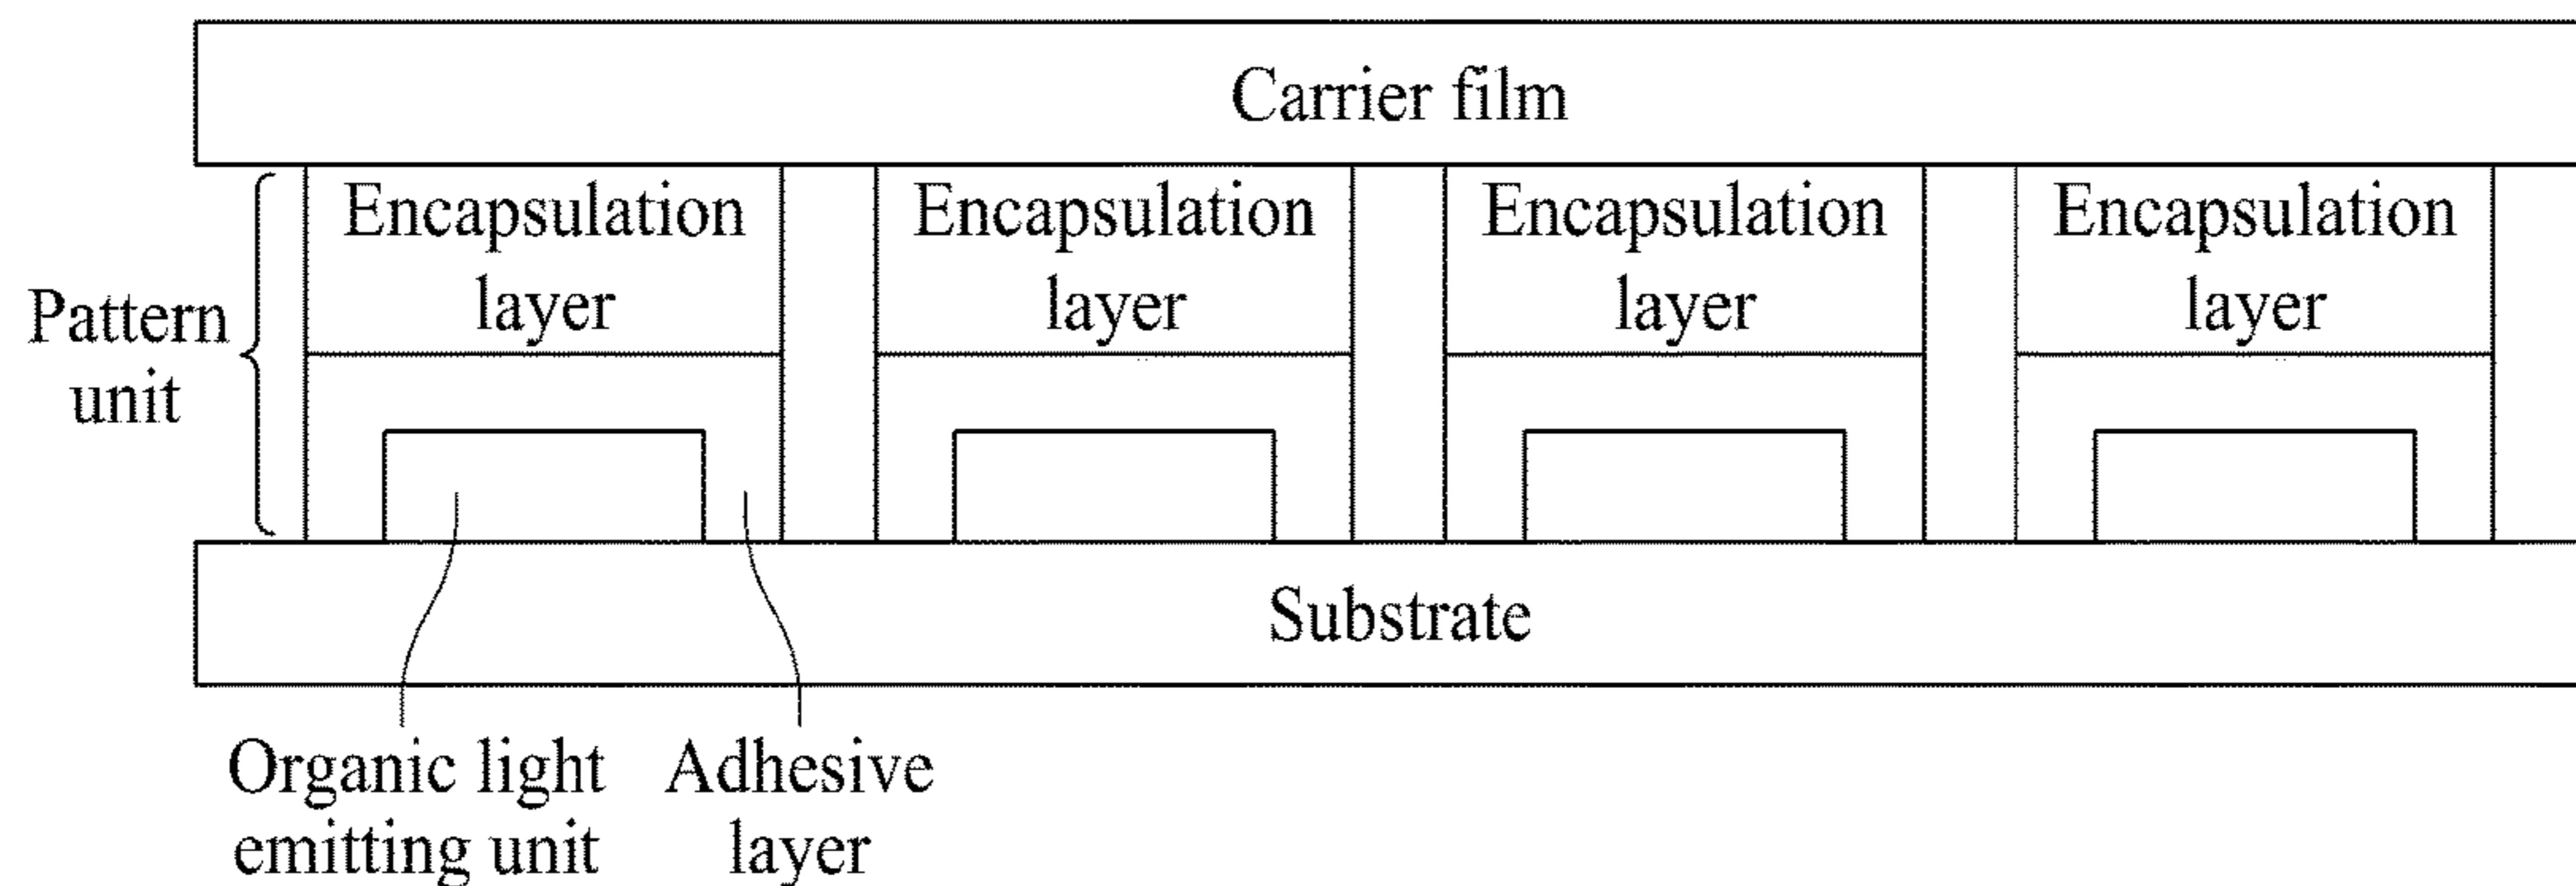 Carrier film
Encapsulation
layer
Encapsulation
layer
Encapsulation
layer
Encapsulation
layer
Pattern
unit
Substrate
Organic light
emitting unit
Adhesive
layer